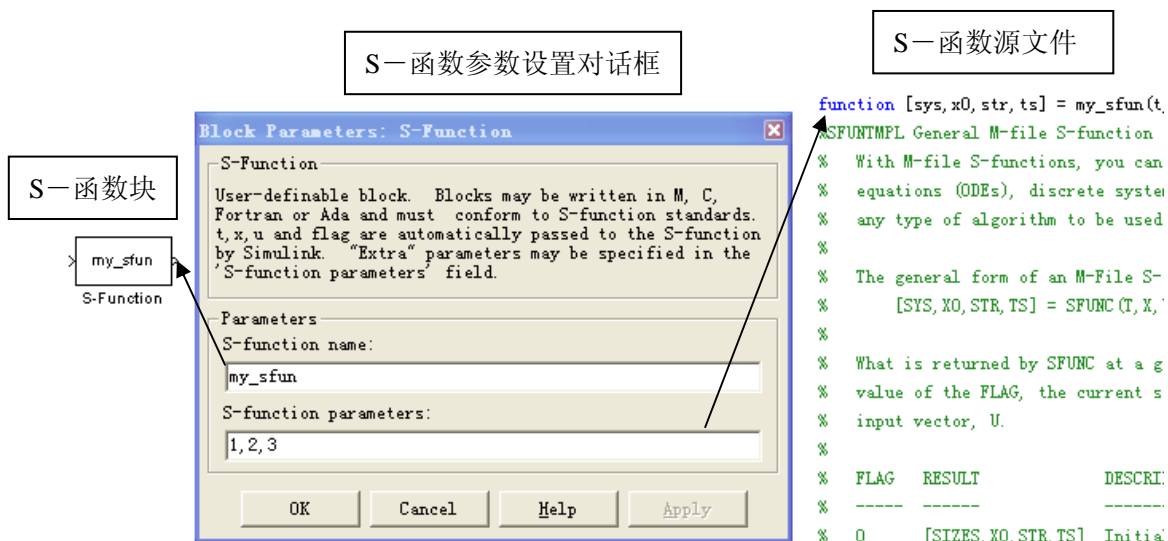 S－函数参数设置对话框
S－函数源文件
S－函数块
my_sfun
S-Function
Block Parameters: S-Function
S-Function
User-definable block. Blocks may be written in M, C,
Fortran or Ada and must conform to S-function standards.
t,x,u and flag are automatically passed to the S-function
by Simulink. "Extra" parameters may be specified in the
'S-function parameters' field.
Parameters
S-function name:
my_sfun
S-function parameters:
1,2,3
OK Cancel Help Apply
function [sys,x0,str,ts] = my_sfun(t,
%SFUNTMPL General M-file S-function
% With M-file S-functions, you can
% equations (ODEs), discrete system
% any type of algorithm to be used
%
% The general form of an M-File S-
% [SYS,X0,STR,TS] = SFUNC(T,X,
%
% What is returned by SFUNC at a g
% value of the FLAG, the current s
% input vector, U.
%
% FLAG RESULT DESCRI
% ----- ------ -------
% 0 [SIZES,X0,STR,TS] Initial